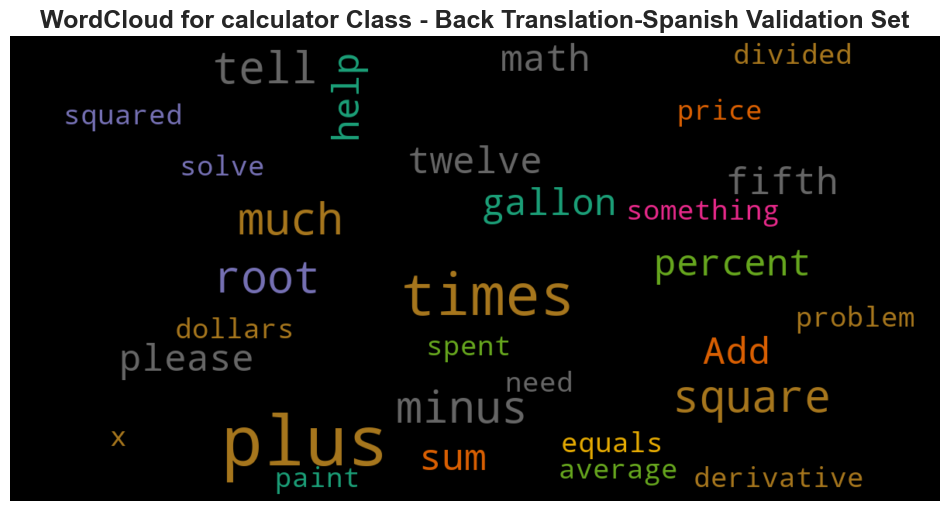 WordCloud for calculator Class - Back Translation-Spanish Validation Set
tell
help
math
divided
squared
price
solve
twelve
fifth
gallon
something
much
root
percent
times
dollars
problem
please
spent
Add
need
minus
square
plus
x
sum
equals
average
paint
derivative